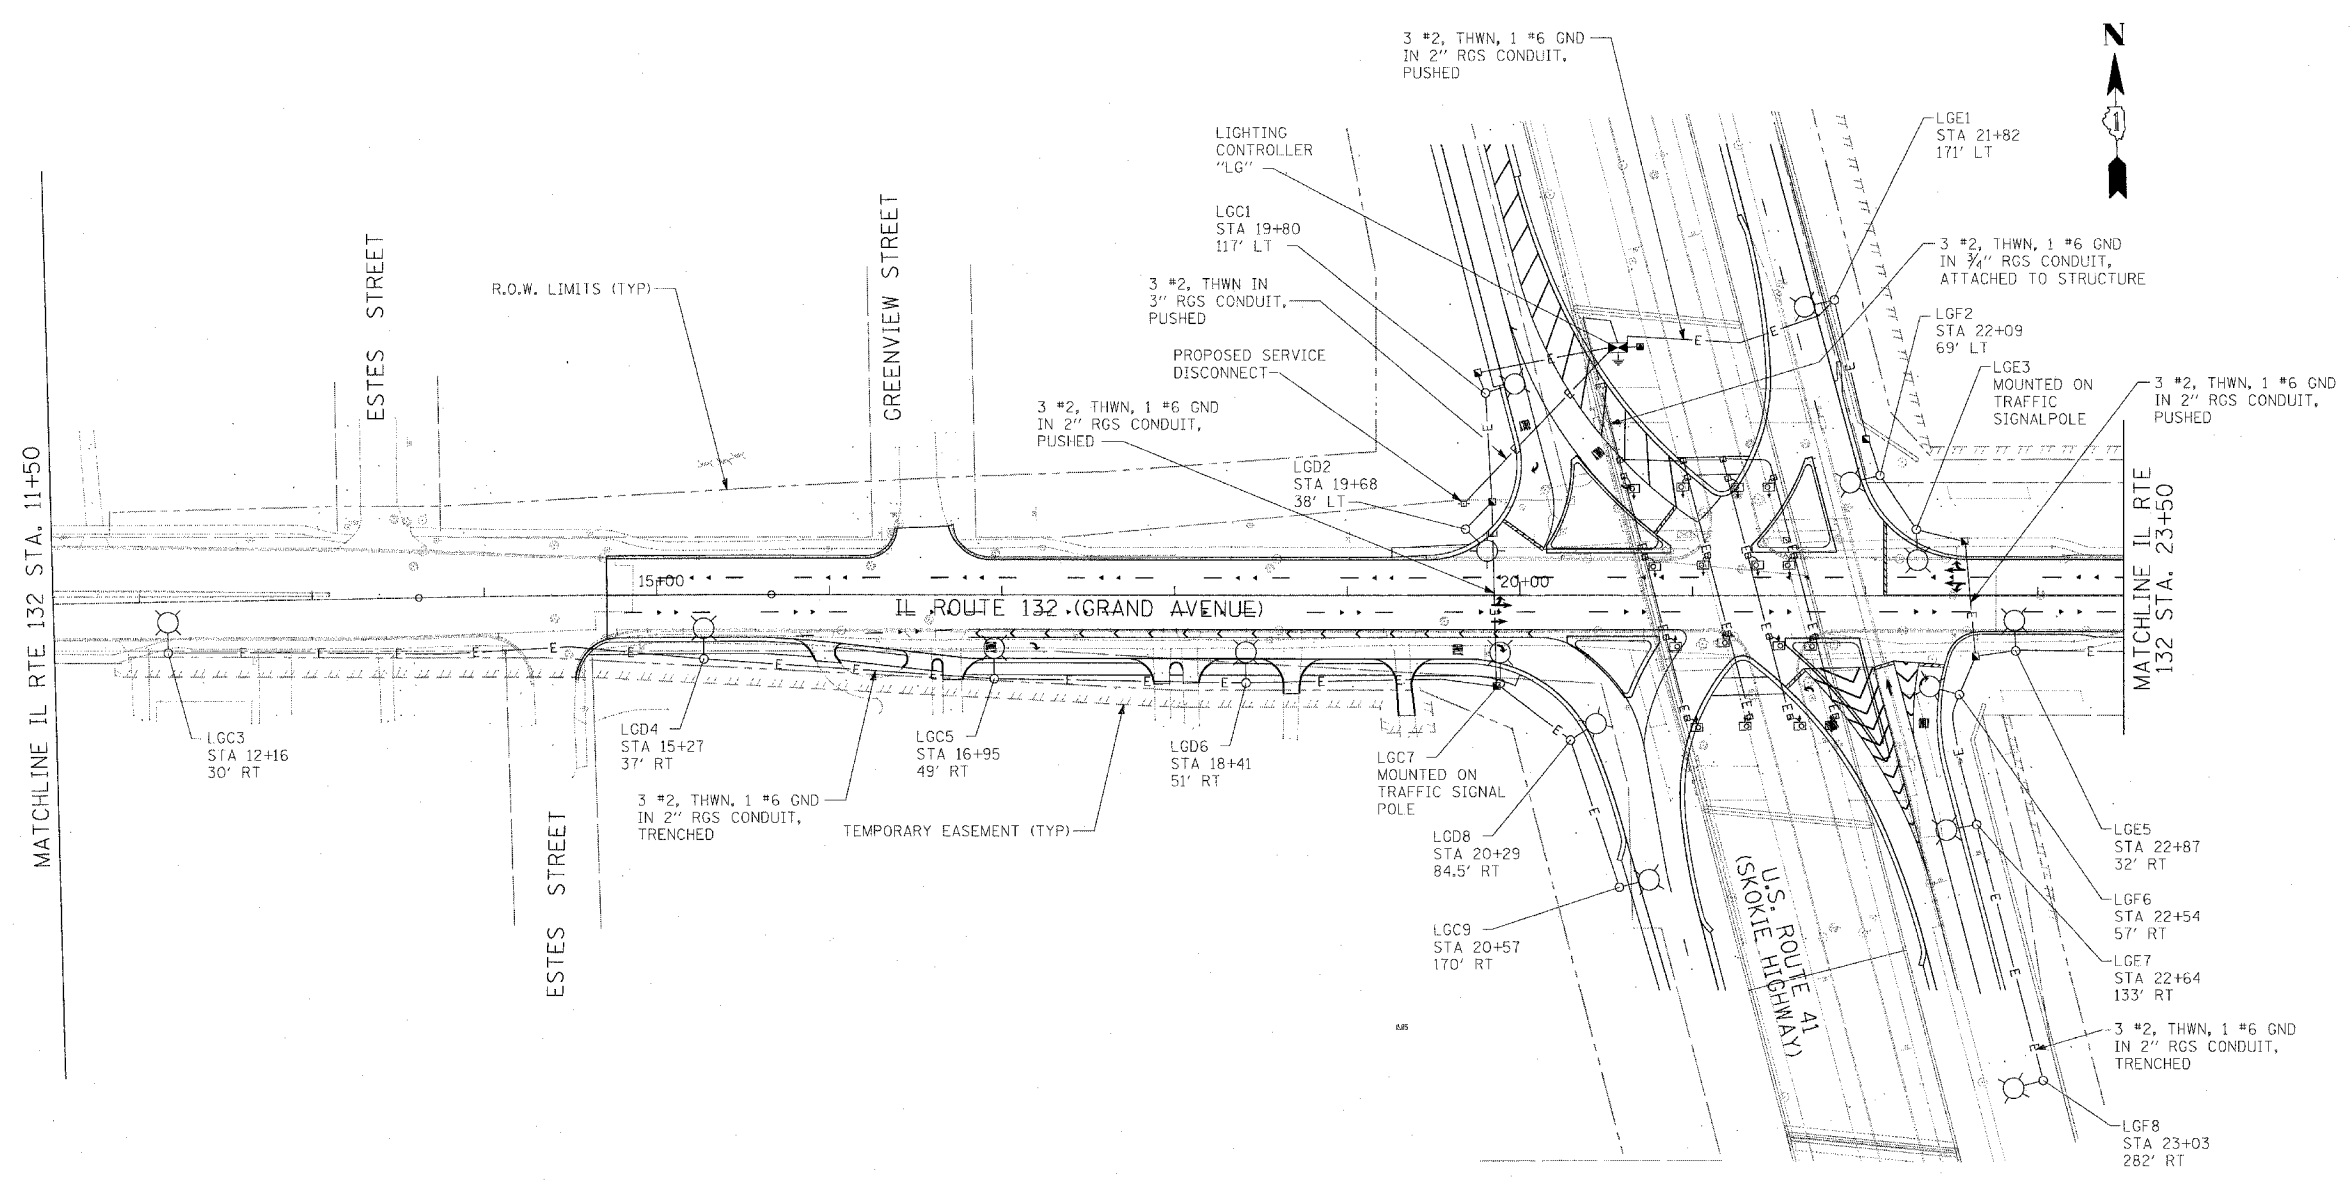 N
1
3 #2, THWN, 1 #6 GND
IN 2" RGS CONDUIT,
PUSHED
LIGHTING
CONTROLLER
"LG"
LGE1
STA 21+82
171' LT
LGC1
STA 19+80
117' LT
3 #2, THWN, 1 #6 GND
IN 3/4" RGS CONDUIT,
ATTACHED TO STRUCTURE
ESTES STREET
GREENVIEW STREET
R.O.W. LIMITS (TYP)
3 #2, THWN IN
3" RGS CONDUIT,
PUSHED
LGF2
STA 22+09
69' LT
PROPOSED SERVICE
DISCONNECT
LGE3
MOUNTED ON
TRAFFIC
SIGNALPOLE
3 #2, THWN, 1 #6 GND
IN 2" RGS CONDUIT,
PUSHED
3 #2, THWN, 1 #6 GND
IN 2" RGS CONDUIT,
PUSHED
LGD2
STA 19+68
38' LT
MATCHLINE IL RTE 132 STA. 11+50
MATCHLINE IL RTE
132 STA. 23+50
15+00
20+00
IL ROUTE 132 (GRAND AVENUE)
LGC3
STA 12+16
30' RT
LGD4
STA 15+27
37' RT
LGC5
STA 16+95
49' RT
LGD6
STA 18+41
51' RT
LGC7
MOUNTED ON
TRAFFIC SIGNAL
POLE
3 #2, THWN, 1 #6 GND
IN 2" RGS CONDUIT,
TRENCHED
TEMPORARY EASEMENT (TYP)
ESTES STREET
LGD8
STA 20+29
84.5' RT
LGC9
STA 20+57
170' RT
U.S. ROUTE 41
(SKOKIE HIGHWAY)
LGE5
STA 22+87
32' RT
LGF6
STA 22+54
57' RT
LGE7
STA 22+64
133' RT
3 #2, THWN, 1 #6 GND
IN 2" RGS CONDUIT,
TRENCHED
LGF8
STA 23+03
282' RT